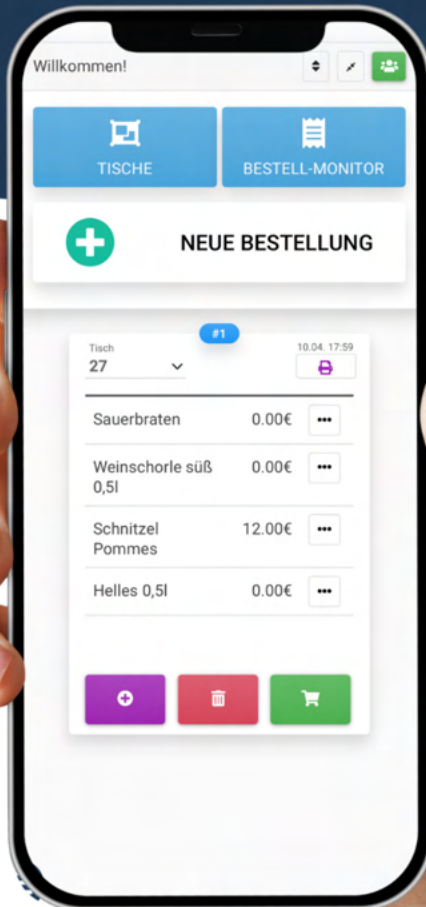 Willkommen!
TISCHE
BESTELL-MONITOR
NEUE BESTELLUNG
#1
Tisch
10.04. 17:59
27
Sauerbraten 0.00€
Weinschorle süß 0.00€
0,5l
Schnitzel 12.00€
Pommes
Helles 0,5l 0.00€